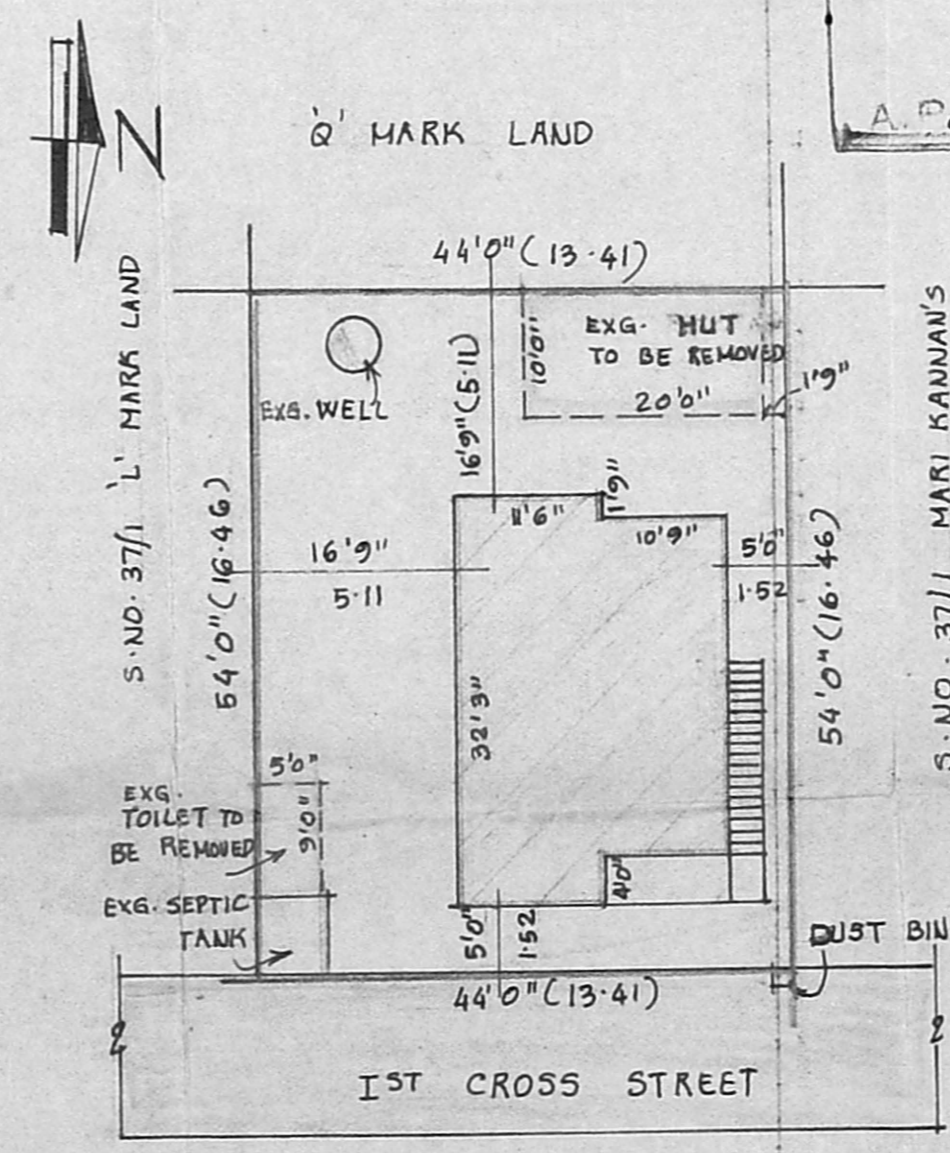 N
'Q' MARK LAND
A.P.
44'0"(13.41)
S.NO.37/1 'L' MARK LAND
EXG. HUT
TO BE REMOVED
10'0"
20'0"
1'9"
EXG. WELL
16'9"(5.11)
S.NO.37/1 MARI KANNAN'S
11'6"
1'9"
10'9"
16'9"
5.11
5'0"
1.52
54'0"(16.46)
54'0"(16.46)
32'3"
5'0"
9'0"
EXG.
TOILET TO
BE REMOVED
EXG. SEPTIC
TANK
4'0"
5'0"
1.52
DUST BIN
44'0"(13.41)
IST CROSS STREET